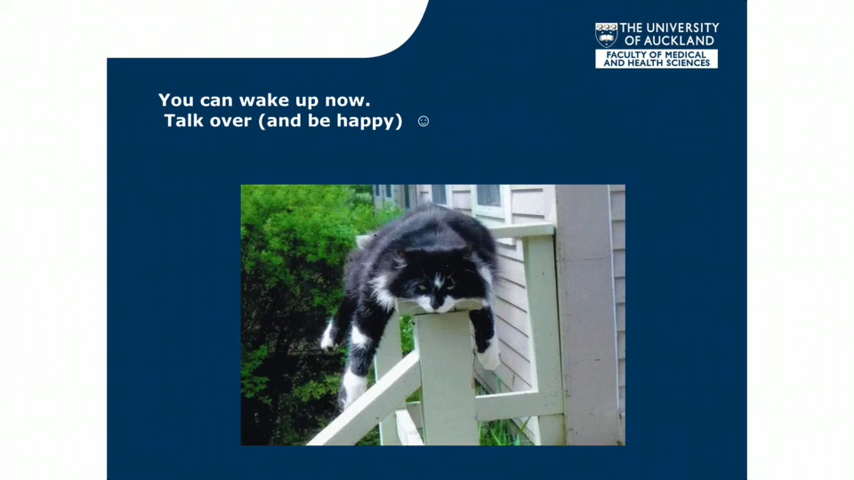 THE UNIVERSITY
OF AUCKLAND
FACULTY OF MEDICAL
AND HEALTH SCIENCES
You can wake up now.
Talk over (and be happy) ☺